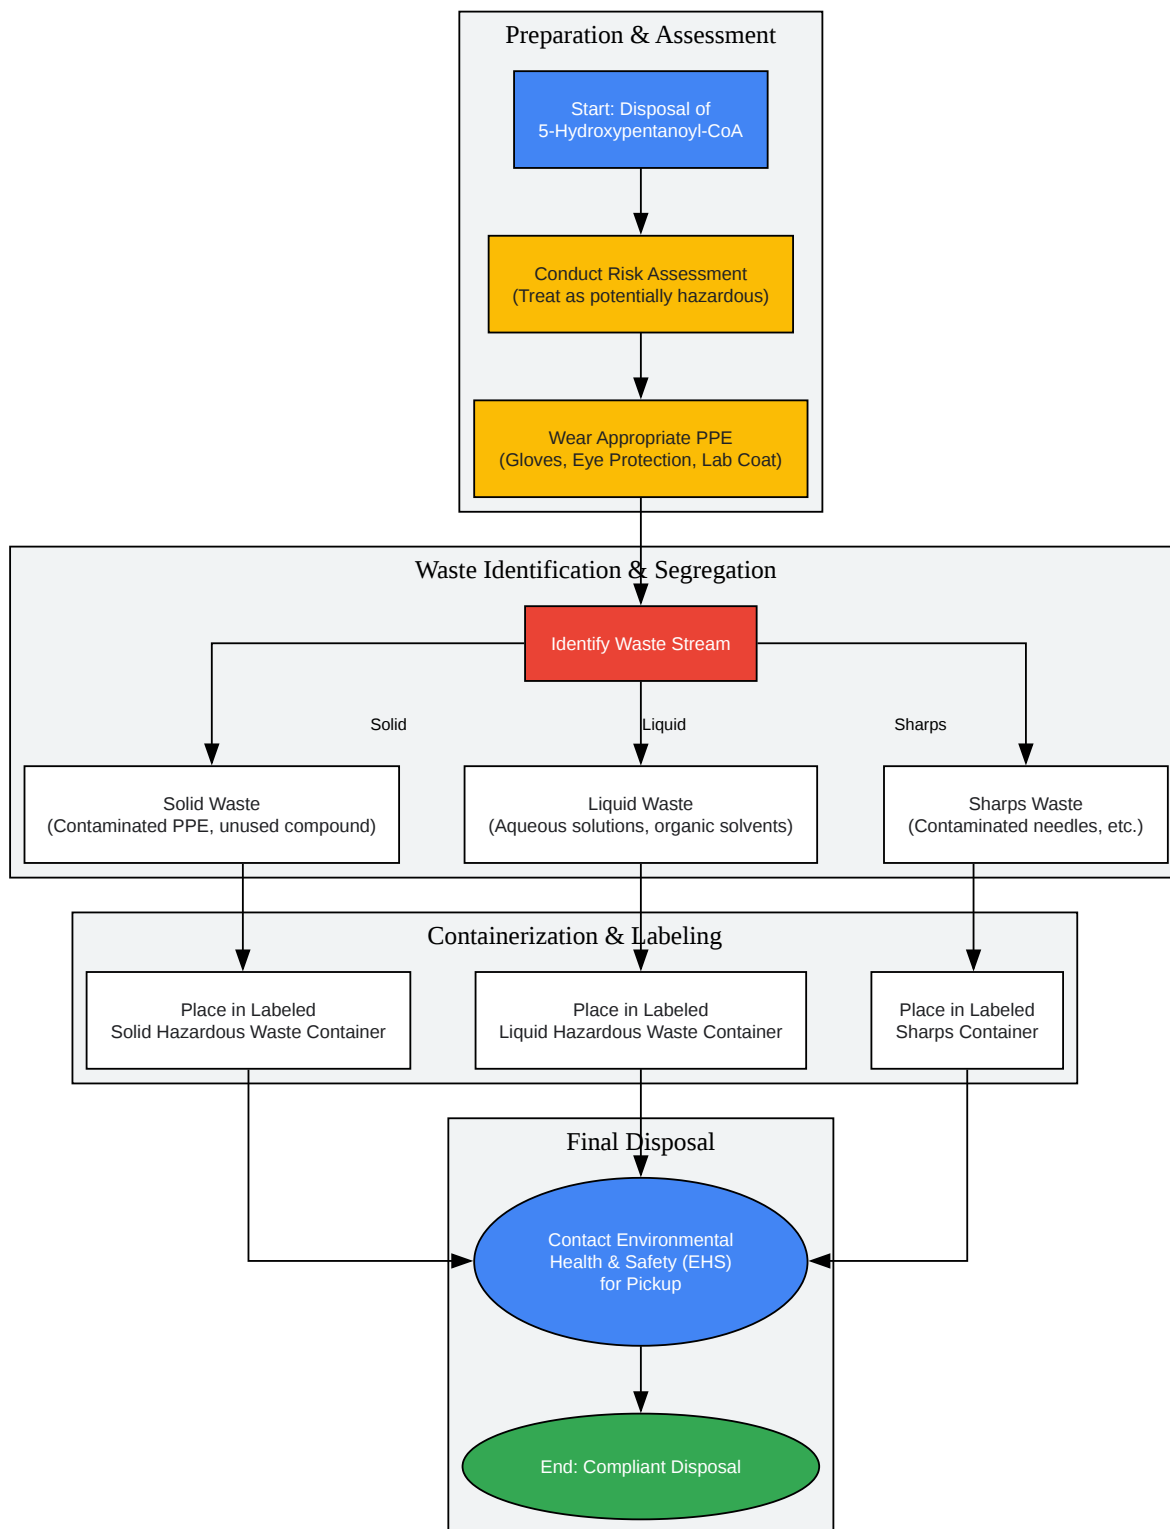 Preparation & Assessment
Start: Disposal of
5-Hydroxypentanoyl-CoA
Conduct Risk Assessment
(Treat as potentially hazardous)
Wear Appropriate PPE
(Gloves, Eye Protection, Lab Coat)
Waste Identification & Segregation
Identify Waste Stream
Solid
Liquid
Sharps
Solid Waste
(Contaminated PPE, unused compound)
Liquid Waste
(Aqueous solutions, organic solvents)
Sharps Waste
(Contaminated needles, etc.)
Containerization & Labeling
Place in Labeled
Solid Hazardous Waste Container
Place in Labeled
Liquid Hazardous Waste Container
Place in Labeled
Sharps Container
Final Disposal
Contact Environmental
Health & Safety (EHS)
for Pickup
End: Compliant Disposal